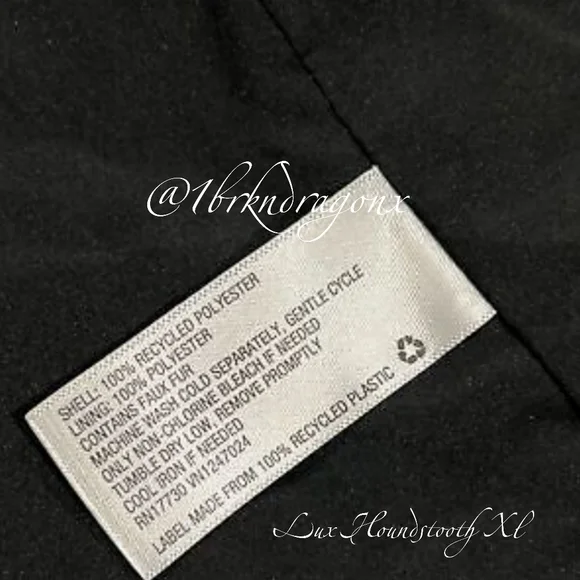 @1brkndragonx
SHELL: 100% RECYCLED POLYESTER
LINING: 100% POLYESTER
CONTAINS FAUX FUR
MACHINE WASH COLD SEPARATELY, GENTLE CYCLE
ONLY NON-CHLORINE BLEACH IF NEEDED
TUMBLE DRY LOW, REMOVE PROMPTLY
COOL IRON IF NEEDED
RN17730 VN1247024
LABEL MADE FROM 100% RECYCLED PLASTIC
Lux Houndstooth Xl